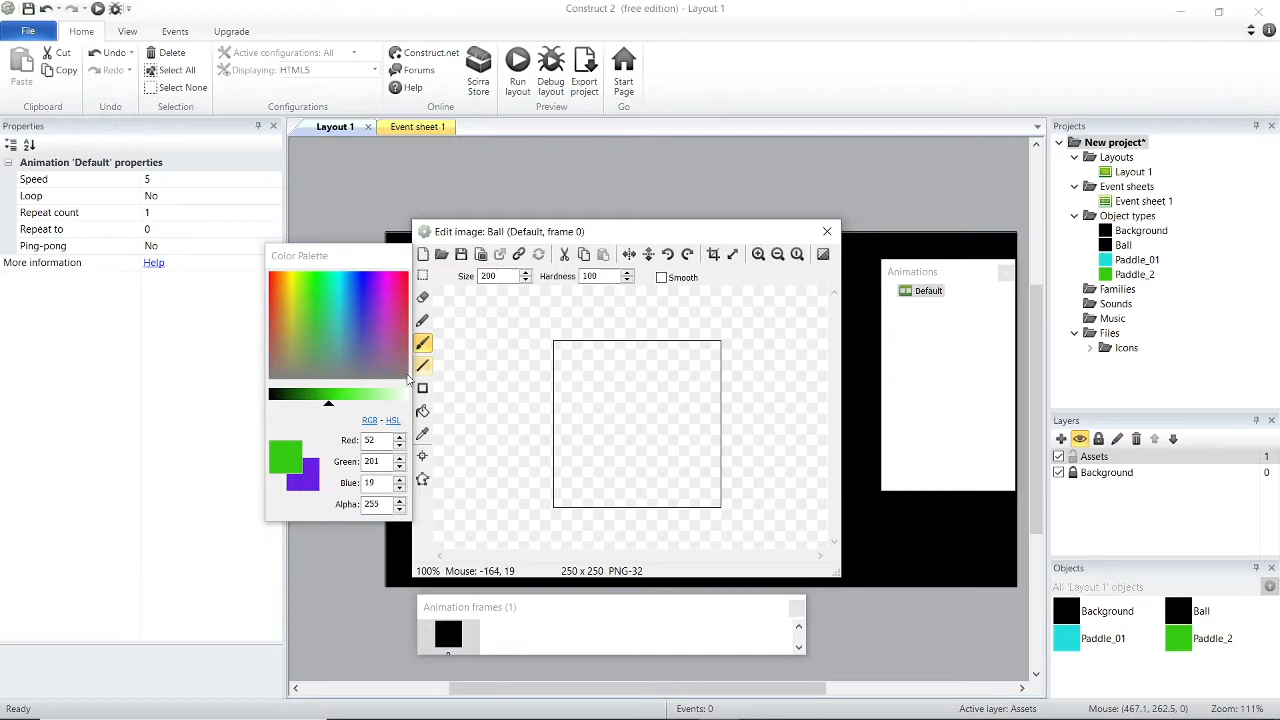 Construct 2 (free edition) - Layout 1
File
Home
View
Events
Upgrade
Paste
Cut
Copy
Clipboard
Undo
Redo
Undo
Delete
Select All
Select None
Selection
Active configurations: All
Displaying: HTML5
Configurations
Construct.net
Forums
Help
Scirra Store
Online
Run layout
Debug layout
Export project
Preview
Start Page
Go
Properties
Animation 'Default' properties
Speed 5
Loop No
Repeat count 1
Repeat to 0
Ping-pong No
More information Help
Layout 1
Event sheet 1
Color Palette
RGB - HSL
Red: 52
Green: 201
Blue: 19
Alpha: 255
Edit image: Ball (Default, frame 0)
Size 200 Hardness 100 Smooth
100% Mouse: -164, 19 250 x 250 PNG-32
Animations
Default
Animation frames (1)
Projects
New project*
Layouts
Layout 1
Event sheets
Event sheet 1
Object types
Background
Ball
Paddle_01
Paddle_2
Families
Sounds
Music
Files
Icons
Layers
Assets 1
Background 0
Objects
All 'Layout 1' objects
Background Ball
Paddle_01 Paddle_2
Ready Events: 0 Active layer: Assets Mouse: (467.1, 262.5, 0) Zoom: 111%